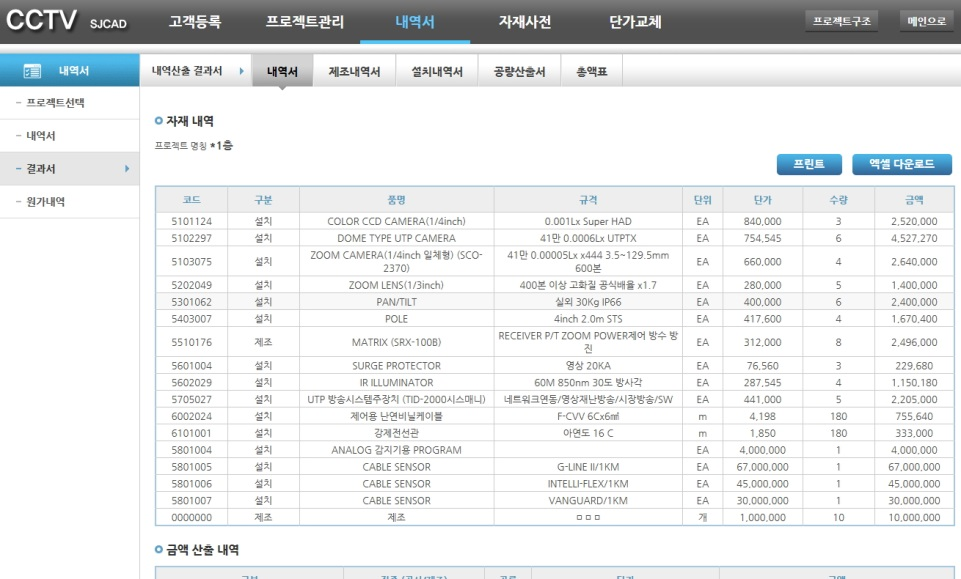 CCTV SJCAD 고객등록 프로젝트관리 내역서 자재사전 단가교체 프로젝트구조 메인으로
내역서 내역산출 결과서 내역서 제조내역서 설치내역서 공량산출서 총액표
- 프로젝트선택
- 내역서
- 결과서
- 원가내역
자재 내역
프로젝트 명칭 *1층
프린트 엑셀 다운로드
코드 구분 품명 규격 단위 단가 수량 금액
5101124 설치 COLOR CCD CAMERA(1/4inch) 0.001Lx Super HAD EA 840,000 3 2,520,000
5102297 설치 DOME TYPE UTP CAMERA 41만 0.0006Lx UTPTX EA 754,545 6 4,527,270
5103075 설치 ZOOM CAMERA(1/4inch 일체형) (SCO-2370) 41만 0.00005Lx x444 3.5~129.5mm 600본 EA 660,000 4 2,640,000
5202049 설치 ZOOM LENS(1/3inch) 400본 이상 고화질 공식배율 x1.7 EA 280,000 5 1,400,000
5301062 설치 PAN/TILT 실외 30Kg IP66 EA 400,000 6 2,400,000
5403007 설치 POLE 4inch 2.0m STS EA 417,600 4 1,670,400
5510176 제조 MATRIX (SRX-100B) RECEIVER P/T ZOOM POWER제어 방수 방진 EA 312,000 8 2,496,000
5601004 설치 SURGE PROTECTOR 영상 20KA EA 76,560 3 229,680
5602029 설치 IR ILLUMINATOR 60M 850nm 30도 방사각 EA 287,545 4 1,150,180
5705027 설치 UTP 방송시스템주장치 (TID-2000시스매니) 네트워크연동/영상재난방송/시장방송/SW EA 441,000 5 2,205,000
6002024 설치 제어용 난연비닐케이블 F-CVV 6Cx6㎟ m 4,198 180 755,640
6101001 설치 강제전선관 아연도 16 C m 1,850 180 333,000
5801004 설치 ANALOG 감지기용 PROGRAM EA 4,000,000 1 4,000,000
5801005 설치 CABLE SENSOR G-LINE II/1KM EA 67,000,000 1 67,000,000
5801006 설치 CABLE SENSOR INTELLI-FLEX/1KM EA 45,000,000 1 45,000,000
5801007 설치 CABLE SENSOR VANGUARD/1KM EA 30,000,000 1 30,000,000
0000000 제조 제조 ㅁㅁㅁ 개 1,000,000 10 10,000,000
금액 산출 내역